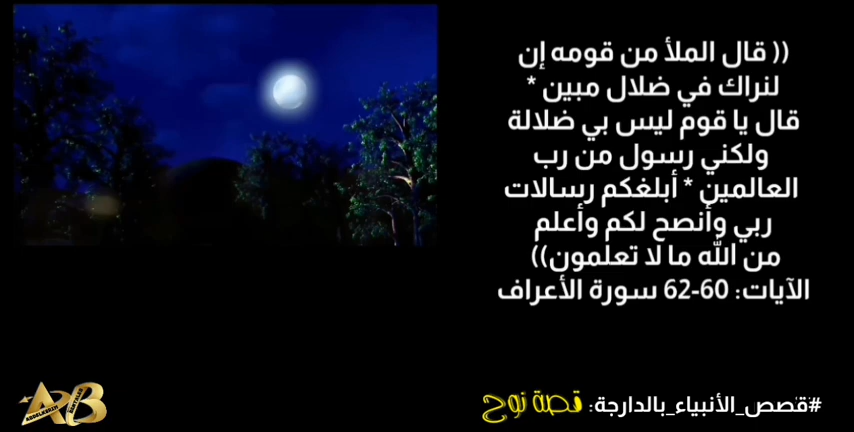 (( قال الملأ من قومه إن
لنراك في ضلال مبين *
قال يا قوم ليس بي ضلالة
ولكني رسول من رب
العالمين * أبلغكم رسالات
ربي وأنصح لكم وأعلم
من الله ما لا تعلمون))
الآيات: 60-62 سورة الأعراف
#قصص_الأنبياء_بالدارجة: قصة نوح
ARB